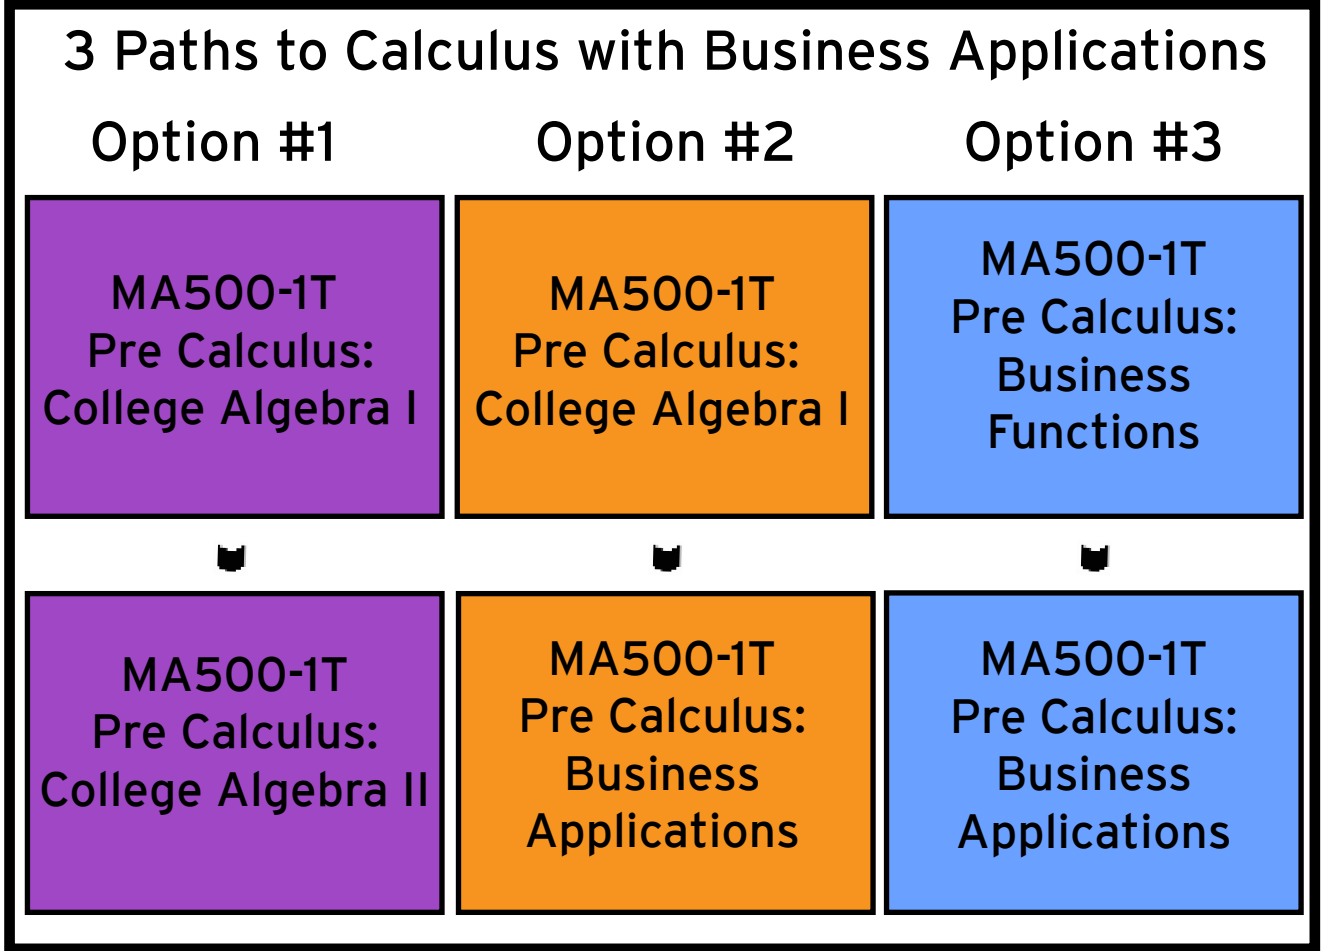 3 Paths to Calculus with Business Applications
Option #1
Option #2
Option #3
MA500-1T
Pre Calculus:
College Algebra I
MA500-1T
Pre Calculus:
College Algebra I
MA500-1T
Pre Calculus:
Business
Functions
MA500-1T
Pre Calculus:
College Algebra II
MA500-1T
Pre Calculus:
Business
Applications
MA500-1T
Pre Calculus:
Business
Applications